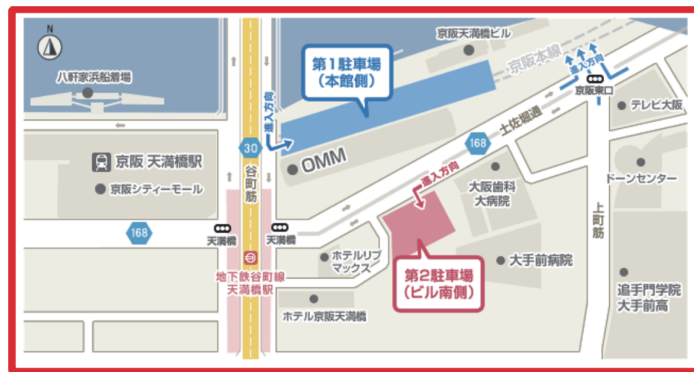 N
八軒家浜船着場
京阪 天満橋駅
京阪シティーモール
168
天満橋
30
谷町筋
進入方向
地下鉄谷町線
天満橋駅
天満橋
OMM
第1駐車場
(本館側)
京阪天満橋ビル
京阪本線
進入方向
京阪東口
テレビ大阪
土佐堀通
168
進入方向
大阪歯科
大病院
ドーンセンター
上町筋
ホテルリブ
マックス
第2駐車場
(ビル南側)
大手前病院
追手門学院
大手前高
ホテル京阪天満橋